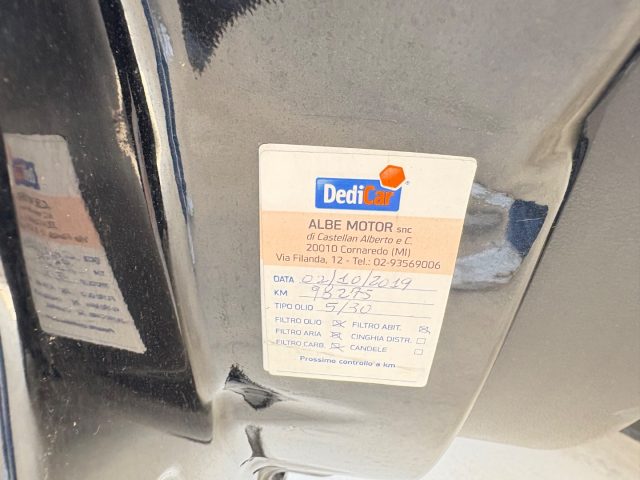 DediCar
ALBE MOTOR snc
di Castellan Alberto e C.
20010 Cornaredo (MI)
Via Filanda, 12 - Tel.: 02-93569006
DATA 02/10/2019
KM 98275
TIPO OLIO 5/30
FILTRO OLIO FILTRO ABIT.
FILTRO ARIA CINGHIA DISTR.
FILTRO CARB. CANDELE
Prossimo controllo a km